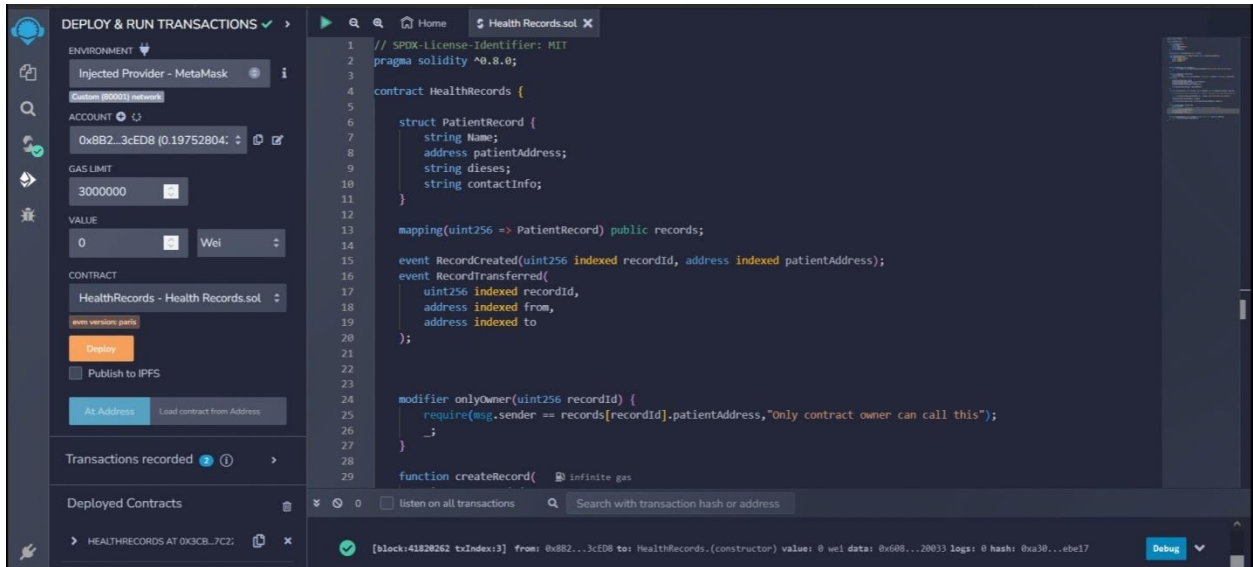 DEPLOY & RUN TRANSACTIONS
ENVIRONMENT
Injected Provider - MetaMask
Custom (80001) network
ACCOUNT
0x8B2...3cED8 (0.19752804
GAS LIMIT
3000000
VALUE
0 Wei
CONTRACT
HealthRecords - Health Records.sol
evm version: paris
Deploy
Publish to IPFS
At Address Load contract from Address
Transactions recorded 2
Deployed Contracts
HEALTHRECORDS AT 0X3CB...7C2
Home Health Records.sol
1 // SPDX-License-Identifier: MIT
2 pragma solidity ^0.8.0;
3
4 contract HealthRecords {
5
6 struct PatientRecord {
7 string Name;
8 address patientAddress;
9 string dieses;
10 string contactInfo;
11 }
12
13 mapping(uint256 => PatientRecord) public records;
14
15 event RecordCreated(uint256 indexed recordId, address indexed patientAddress);
16 event RecordTransferred(
17 uint256 indexed recordId,
18 address indexed from,
19 address indexed to
20 );
21
22
23
24 modifier onlyOwner(uint256 recordId) {
25 require(msg.sender == records[recordId].patientAddress,"Only contract owner can call this");
26 _;
27 }
28
29 function createRecord( infinite gas
0 listen on all transactions Search with transaction hash or address
[block:41820262 txIndex:3] from: 0x8B2...3cED8 to: HealthRecords.(constructor) value: 0 wei data: 0x608...20033 logs: 0 hash: 0xa30...ebe17 Debug